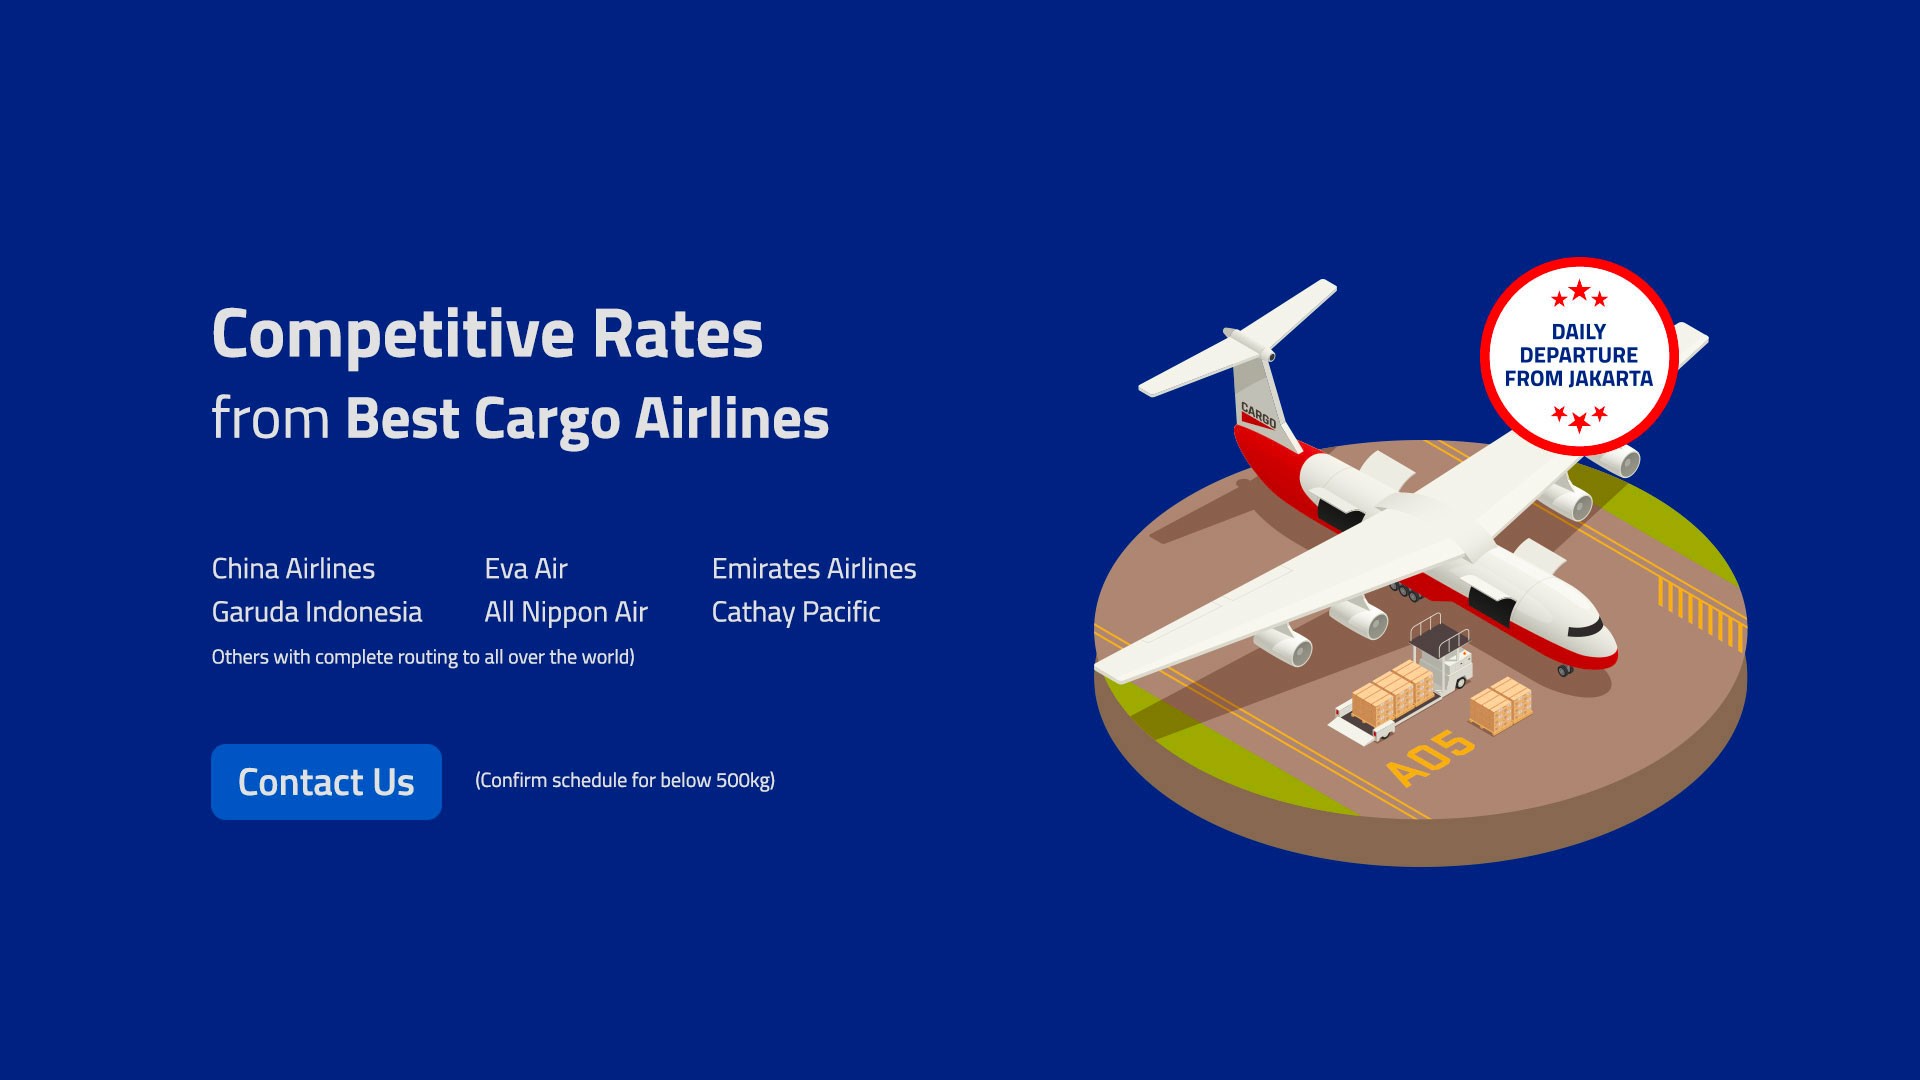 Competitive Rates
from Best Cargo Airlines
China Airlines
Eva Air
Emirates Airlines
Garuda Indonesia
All Nippon Air
Cathay Pacific
Others with complete routing to all over the world)
Contact Us
(Confirm schedule for below 500kg)
DAILY
DEPARTURE
FROM JAKARTA
CARGO
A05